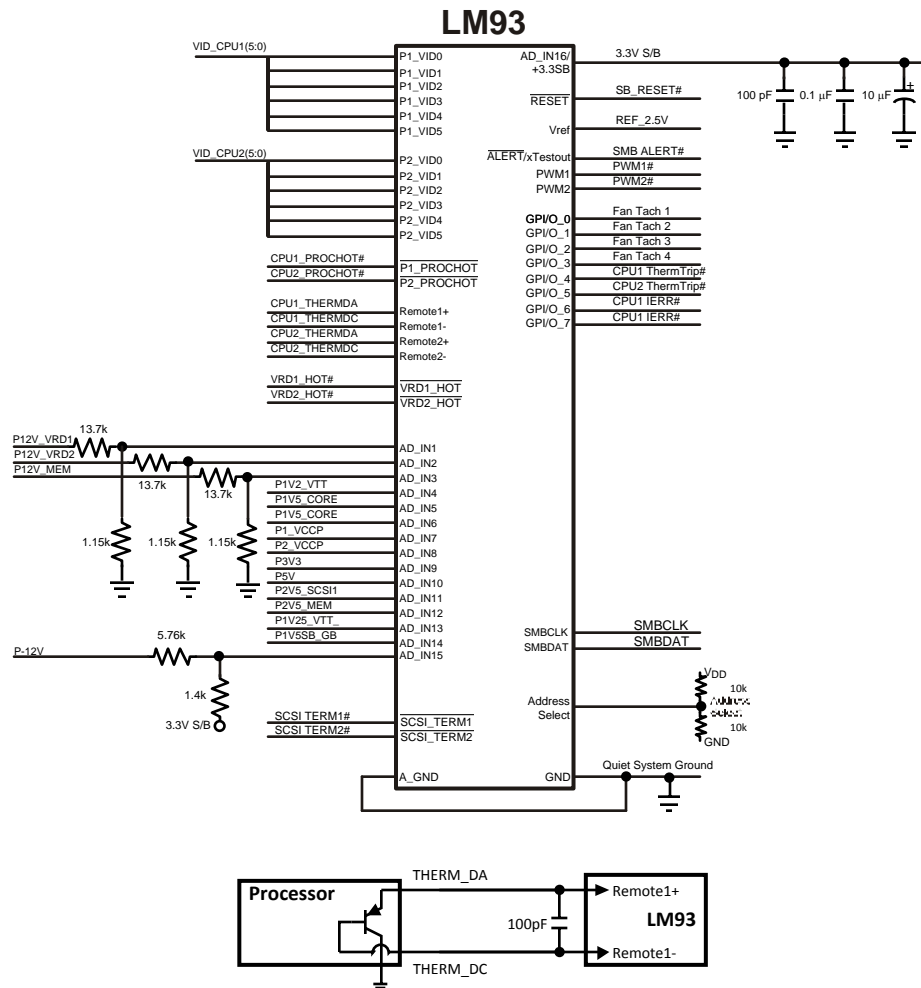 LM93
VID_CPU1(5:0)
P1_VID0
P1_VID1
P1_VID2
P1_VID3
P1_VID4
P1_VID5
VID_CPU2(5:0)
P2_VID0
P2_VID1
P2_VID2
P2_VID3
P2_VID4
P2_VID5
CPU1_PROCHOT#
P1_PROCHOT
CPU2_PROCHOT#
P2_PROCHOT
CPU1_THERMDA
Remote1+
CPU1_THERMDC
Remote1-
CPU2_THERMDA
Remote2+
CPU2_THERMDC
Remote2-
VRD1_HOT#
VRD1_HOT
VRD2_HOT#
VRD2_HOT
P12V_VRD1
13.7k
AD_IN1
P12V_VRD2
13.7k
AD_IN2
P12V_MEM
13.7k
AD_IN3
1.15k
1.15k
1.15k
P1V2_VTT
AD_IN4
P1V5_CORE
AD_IN5
P1V5_CORE
AD_IN6
P1_VCCP
AD_IN7
P2_VCCP
AD_IN8
P3V3
AD_IN9
P5V
AD_IN10
P2V5_SCSI1
AD_IN11
P2V5_MEM
AD_IN12
P1V25_VTT_
AD_IN13
P1V5SB_GB
AD_IN14
P-12V
5.76k
AD_IN15
1.4k
3.3V S/B
SCSI TERM1#
SCSI_TERM1
SCSI TERM2#
SCSI_TERM2
A_GND
AD_IN16/
+3.3SB
3.3V S/B
100 pF
0.1 µF
10 µF
+
RESET
SB_RESET#
Vref
REF_2.5V
ALERT/xTestout
SMB ALERT#
PWM1
PWM1#
PWM2
PWM2#
GPI/O_0
Fan Tach 1
GPI/O_1
Fan Tach 2
GPI/O_2
Fan Tach 3
GPI/O_3
Fan Tach 4
GPI/O_4
CPU1 ThermTrip#
GPI/O_5
CPU2 ThermTrip#
GPI/O_6
CPU1 IERR#
GPI/O_7
CPU1 IERR#
SMBCLK
SMBCLK
SMBDAT
SMBDAT
Address
Select
VDD
10k
Address
Select
10k
GND
GND
Quiet System Ground
Processor
THERM_DA
THERM_DC
100pF
Remote1+
LM93
Remote1-